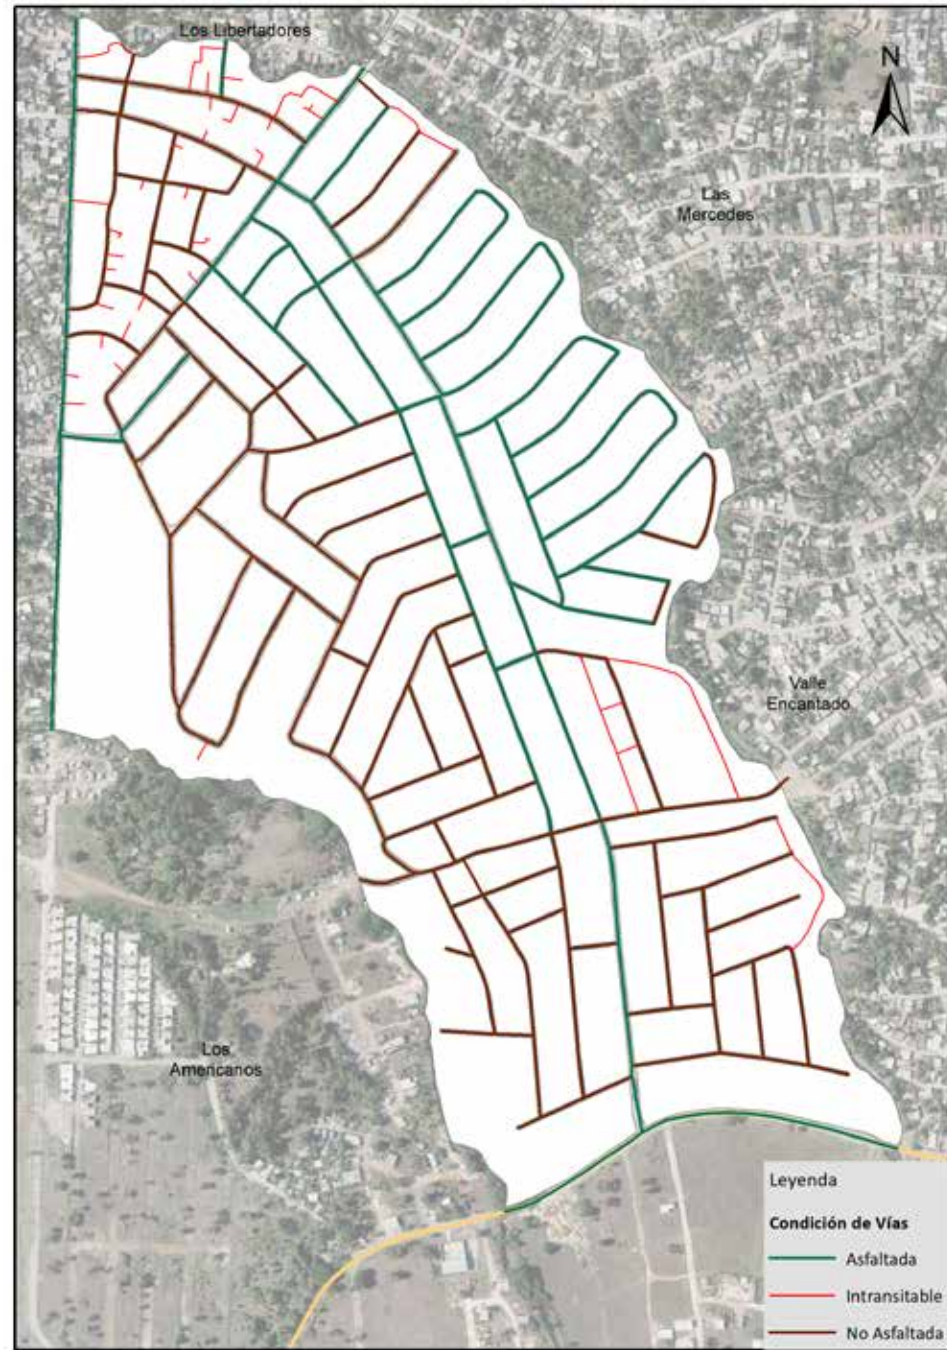 Los Libertadores
N
Las
Mercedes
Valle
Encantado
Los
Americanos
Leyenda
Condición de Vías
Asfaltada
Intransitable
No Asfaltada